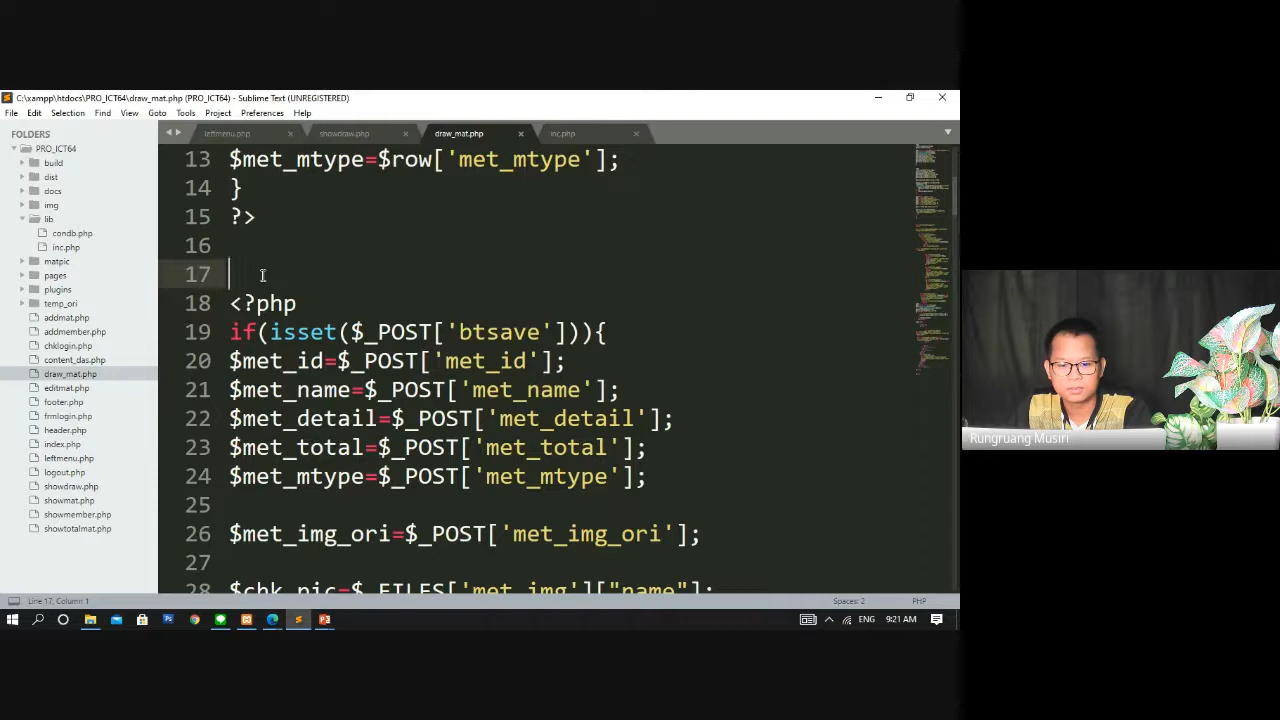 C:\xampp\htdocs\PRO_ICT64\draw_mat.php (PRO_ICT64) - Sublime Text (UNREGISTERED)
File Edit Selection Find View Goto Tools Project Preferences Help
FOLDERS
PRO_ICT64
build
dist
docs
img
lib
condb.php
inc.php
matpic
pages
plugins
temp_ori
addmat.php
addmember.php
chklogin.php
content_das.php
draw_mat.php
editmat.php
footer.php
frmlogin.php
header.php
index.php
leftmenu.php
logout.php
showdraw.php
showmat.php
showmember.php
showtotalmat.php
leftmenu.php showdraw.php draw_mat.php inc.php
13 $met_mtype=$row['met_mtype'];
14 }
15 ?>
16
17
18 <?php
19 if(isset($_POST['btsave'])){
20 $met_id=$_POST['met_id'];
21 $met_name=$_POST['met_name'];
22 $met_detail=$_POST['met_detail'];
23 $met_total=$_POST['met_total'];
24 $met_mtype=$_POST['met_mtype'];
25
26 $met_img_ori=$_POST['met_img_ori'];
27
28 $chk_pic=$_FILES['met_img']["name"];
Line 17, Column 1 Spaces: 2 PHP
ENG 9:21 AM
Rungruang Musiri